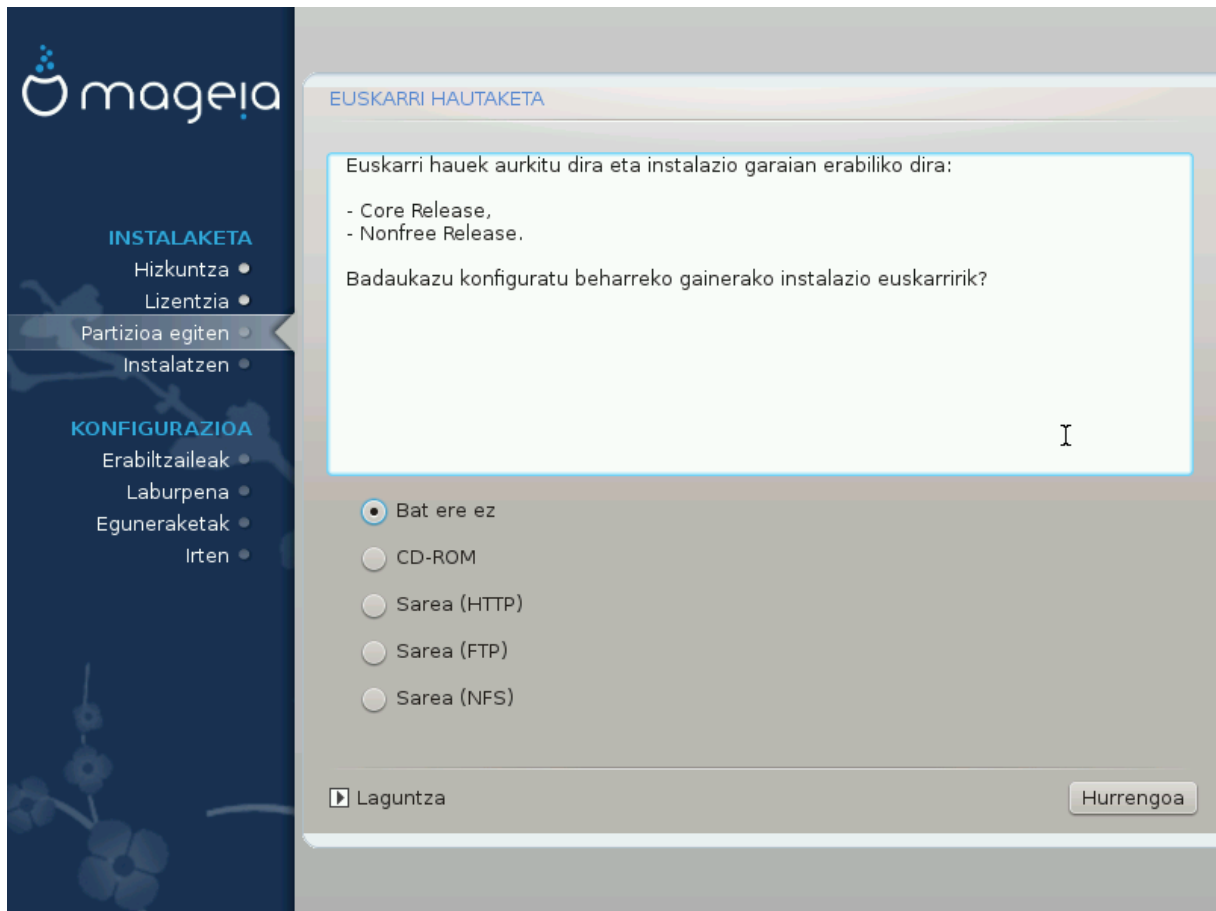 mageia
INSTALAKETA
Hizkuntza
Lizentzia
Partizioa egiten
Instalatzen
KONFIGURAZIOA
Erabiltzaileak
Laburpena
Eguneraketak
Irten
EUSKARRI HAUTAKETA
Euskarri hauek aurkitu dira eta instalazio garaian erabiliko dira:
- Core Release,
- Nonfree Release.
Badaukazu konfiguratu beharreko gainerako instalazio euskarririk?
Bat ere ez
CD-ROM
Sarea (HTTP)
Sarea (FTP)
Sarea (NFS)
Laguntza
Hurrengoa